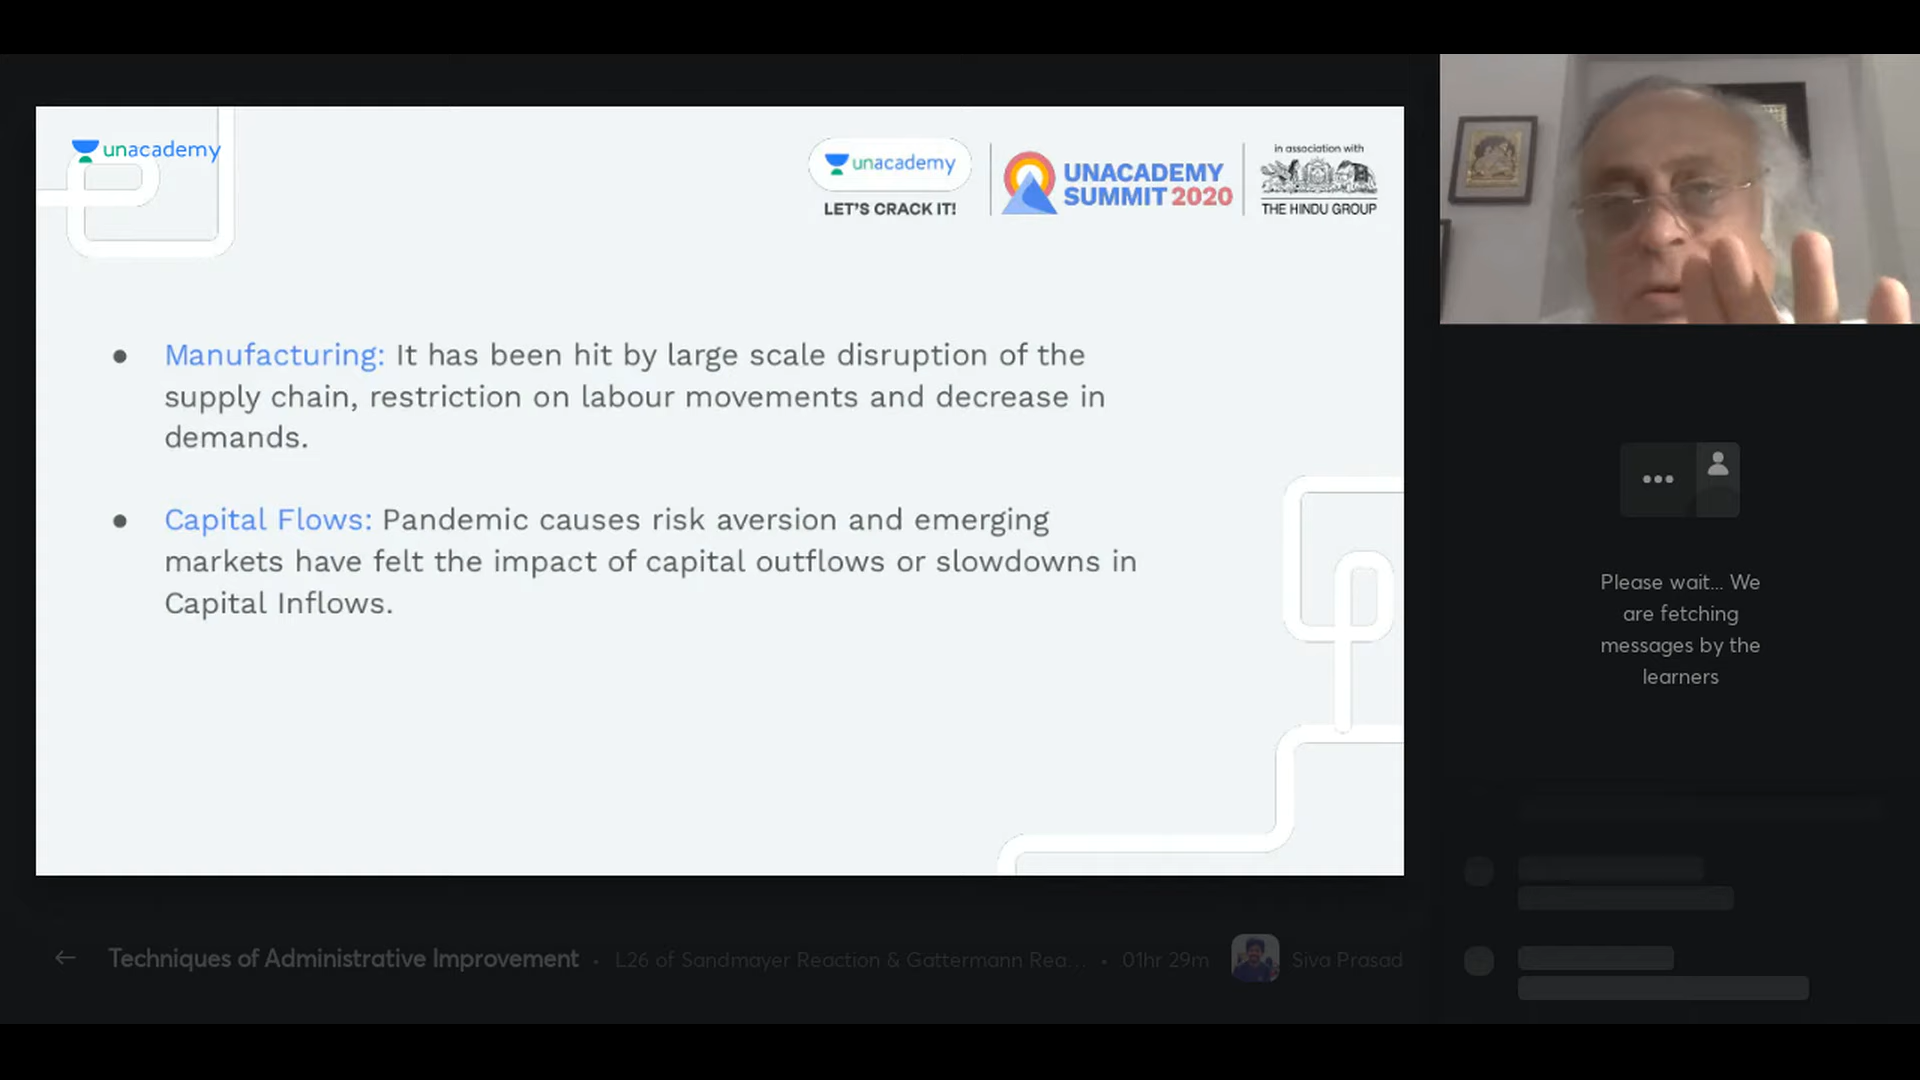 unacademy
unacademy
LET'S CRACK IT!
UNACADEMY
SUMMIT 2020
in association with
THE HINDU GROUP
● Manufacturing: It has been hit by large scale disruption of the
supply chain, restriction on labour movements and decrease in
demands.
● Capital Flows: Pandemic causes risk aversion and emerging
markets have felt the impact of capital outflows or slowdowns in
Capital Inflows.
Please wait... We
are fetching
messages by the
learners
Techniques of Administrative Improvement • L26 of Sandmayer Reaction & Gattermann Rea... • 01hr 29m Siva Prasad